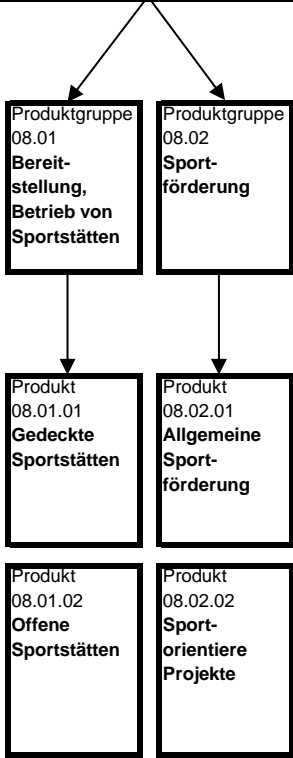 Produktgruppe
08.01
Bereit-
stellung,
Betrieb von
Sportstätten
Produktgruppe
08.02
Sport-
förderung
Produkt
08.01.01
Gedeckte
Sportstätten
Produkt
08.02.01
Allgemeine
Sport-
förderung
Produkt
08.01.02
Offene
Sportstätten
Produkt
08.02.02
Sport-
orientiere
Projekte